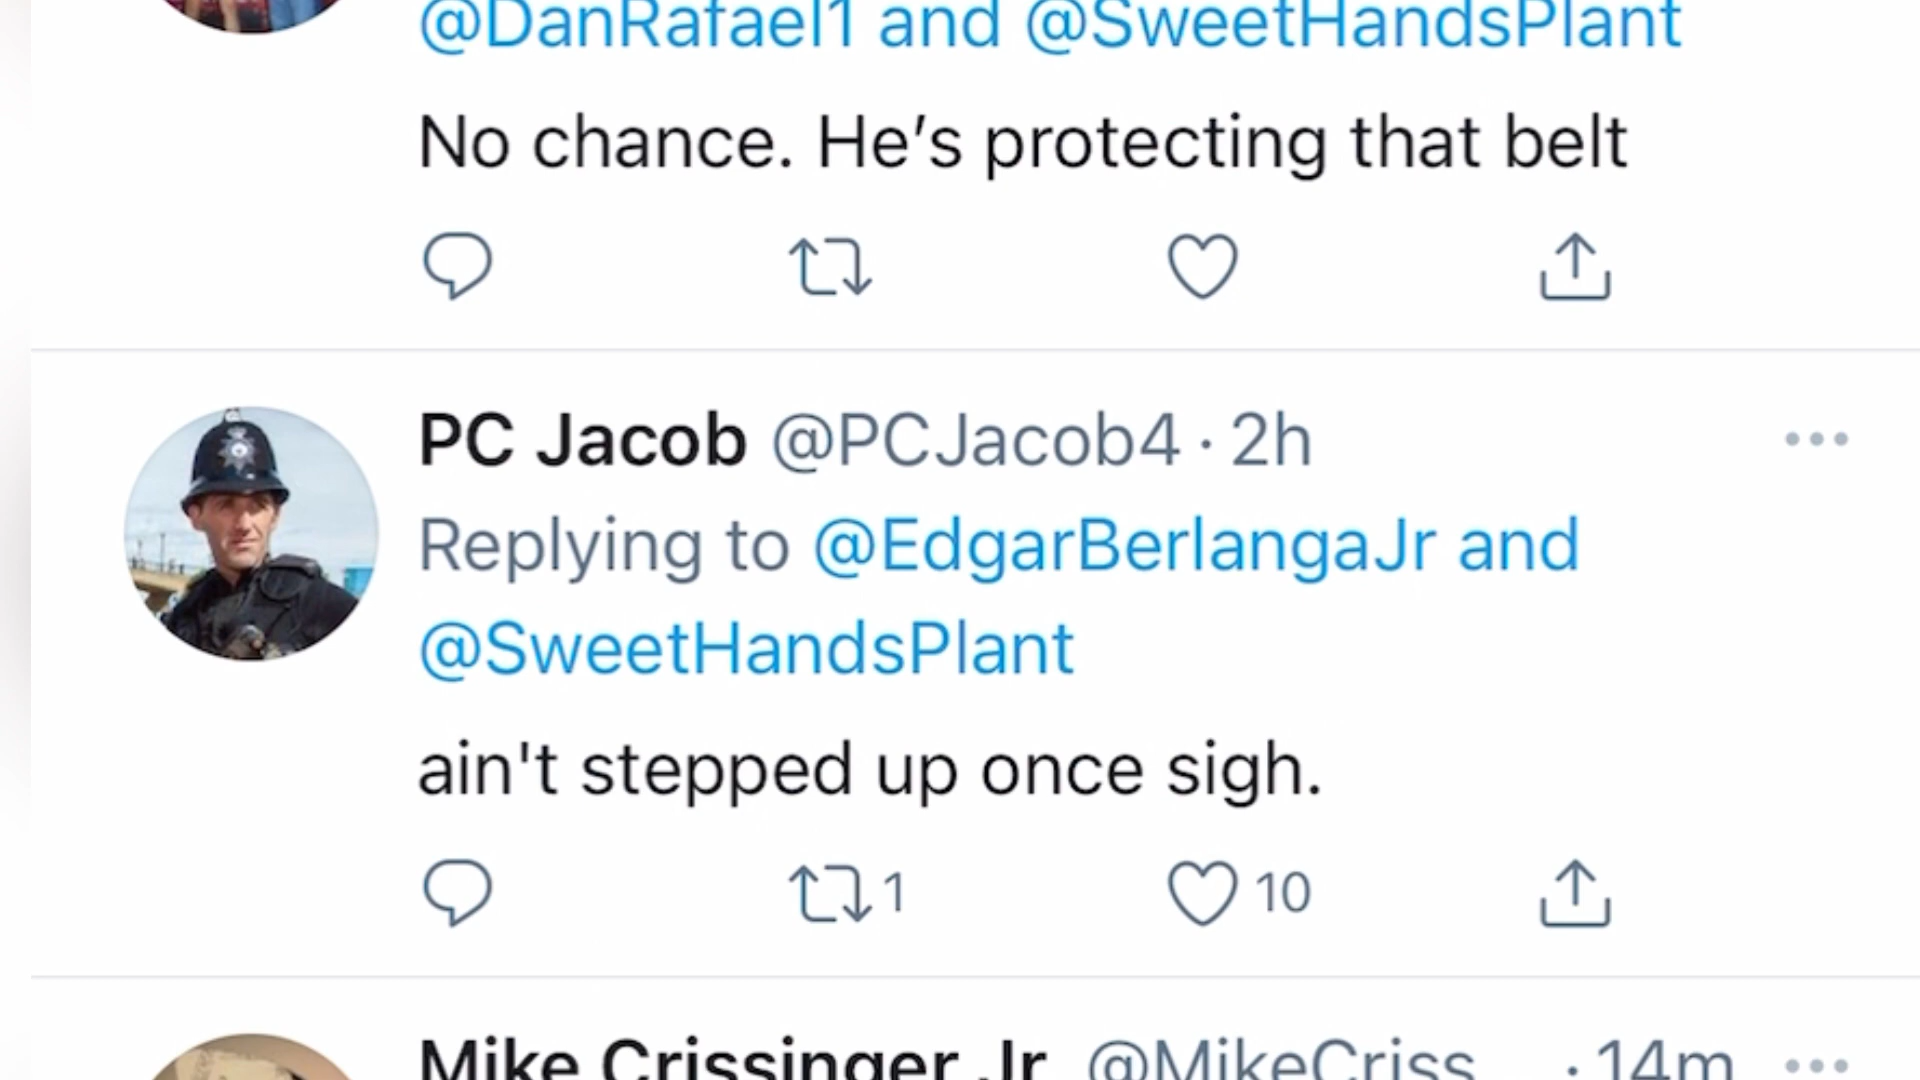 @DanRafael1 and @SweetHandsPlant
No chance. He’s protecting that belt
PC Jacob @PCJacob4 · 2h
Replying to @EdgarBerlangaJr and
@SweetHandsPlant
ain't stepped up once sigh.
1 10
Mike Crissinger Jr @MikeCriss... · 14m